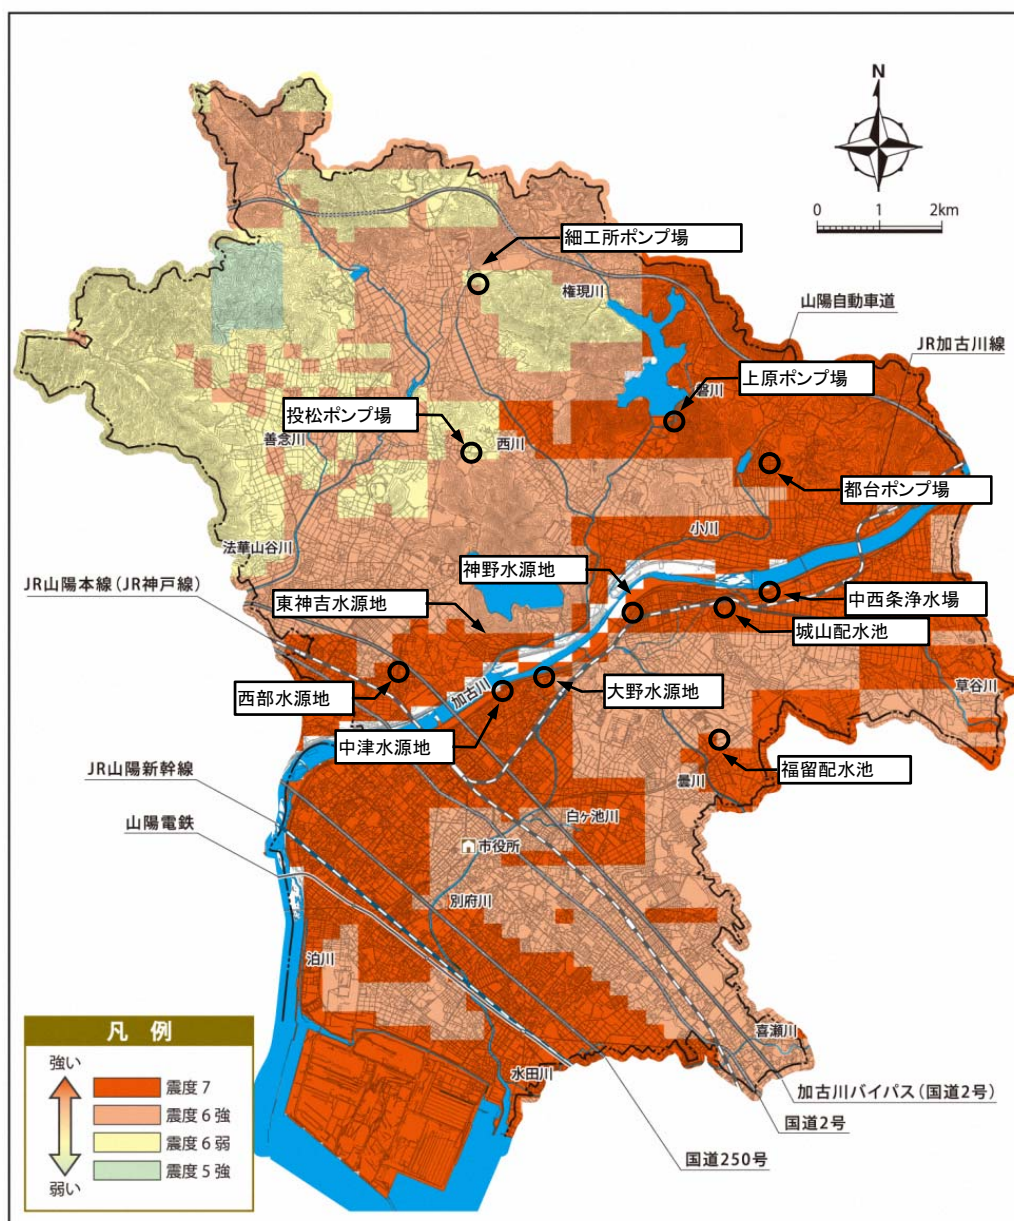 N
0 1 2km
細工所ポンプ場
権現川
山陽自動車道
JR加古川線
上原ポンプ場
磐川
投松ポンプ場
善念川
西川
都台ポンプ場
小川
法華山谷川
神野水源地
JR山陽本線(JR神戸線)
東神吉水源地
中西条浄水場
城山配水池
西部水源地
加古川
大野水源地
草谷川
中津水源地
福留配水池
JR山陽新幹線
曇川
山陽電鉄
白ヶ池川
市役所
別府川
泊川
凡例
強い
震度7
震度6強
震度6弱
震度5強
弱い
喜瀬川
水田川
加古川バイパス(国道2号)
国道2号
国道250号